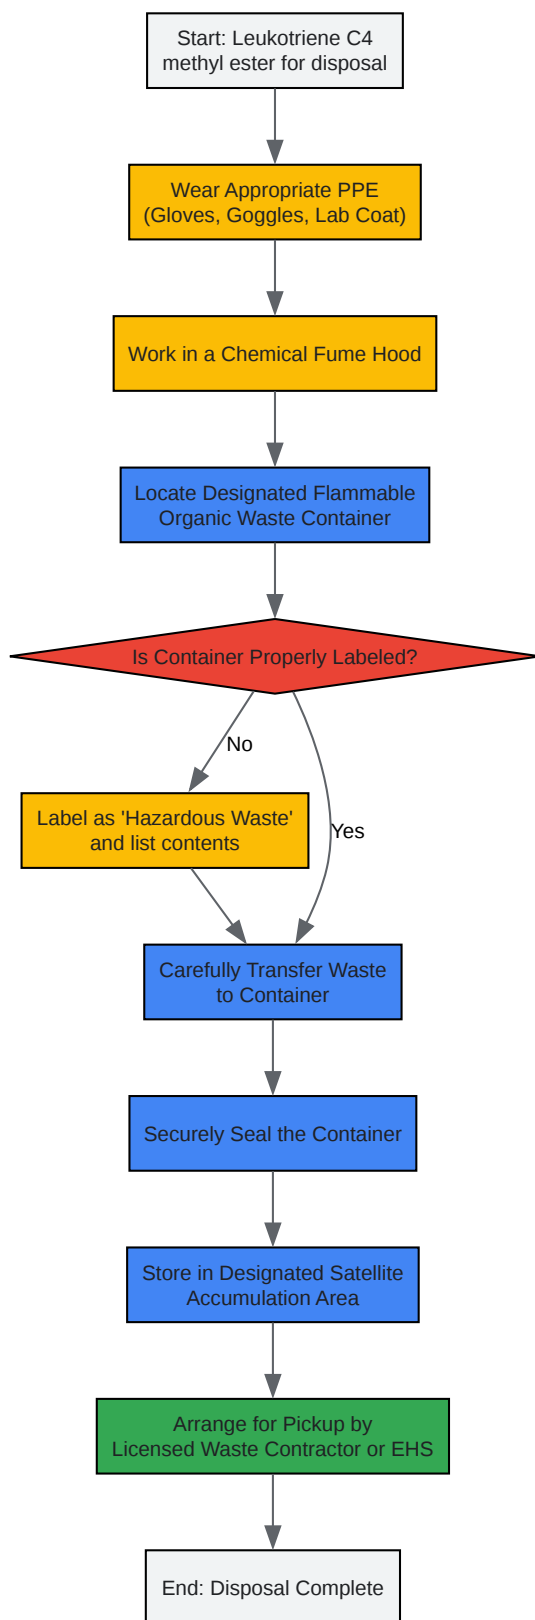 Start: Leukotriene C4
methyl ester for disposal
Wear Appropriate PPE
(Gloves, Goggles, Lab Coat)
Work in a Chemical Fume Hood
Locate Designated Flammable
Organic Waste Container
Is Container Properly Labeled?
No
Label as 'Hazardous Waste'
and list contents
Yes
Carefully Transfer Waste
to Container
Securely Seal the Container
Store in Designated Satellite
Accumulation Area
Arrange for Pickup by
Licensed Waste Contractor or EHS
End: Disposal Complete